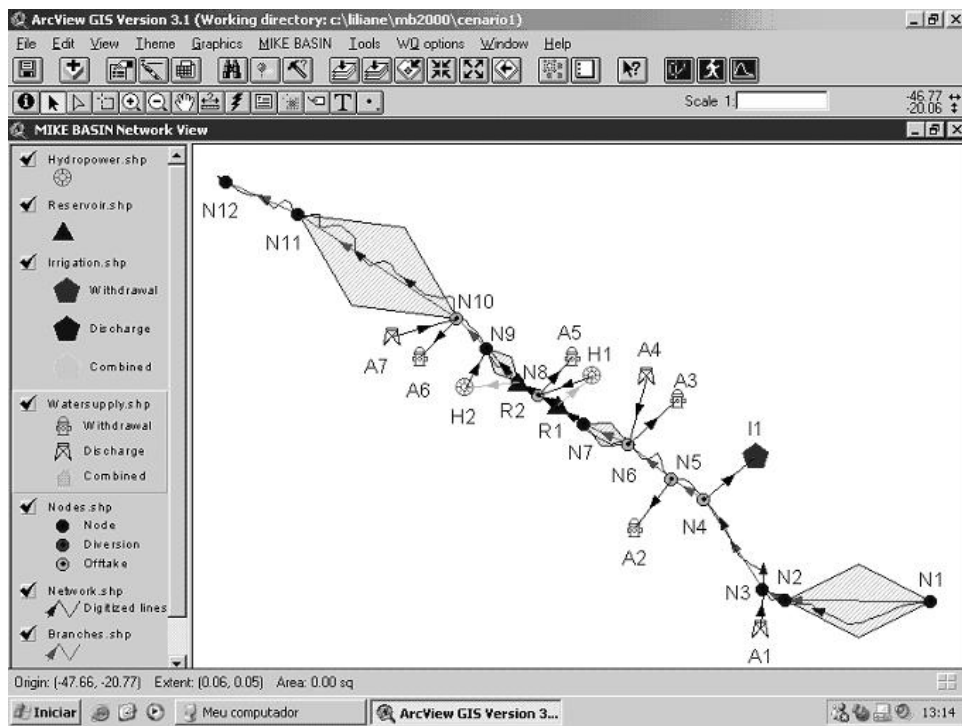 ArcView GIS Version 3.1 (Working directory: c:\liliane\mb2000\cenario1)
File Edit View Theme Graphics MIKE BASIN Tools WQ options Window Help
Scale 1:
-46.77
-20.06
MIKE BASIN Network View
Hydropower.shp
Reservoir.shp
Irrigation.shp
Withdrawal
Discharge
Combined
Watersupply.shp
Withdrawal
Discharge
Combined
Nodes.shp
Node
Diversion
Offtake
Network.shp
Digitized lines
Branches.shp
N12
N11
N10
A7
A6
N9
A5
H1
A4
N8
A3
H2
R2
R1
N7
I1
N6
N5
N4
A2
N3
N2
N1
A1
Origin: (-47.66, -20.77) Extent: (0.06, 0.05) Area: 0.00 sq
Iniciar
Meu computador
ArcView GIS Version 3...
13:14